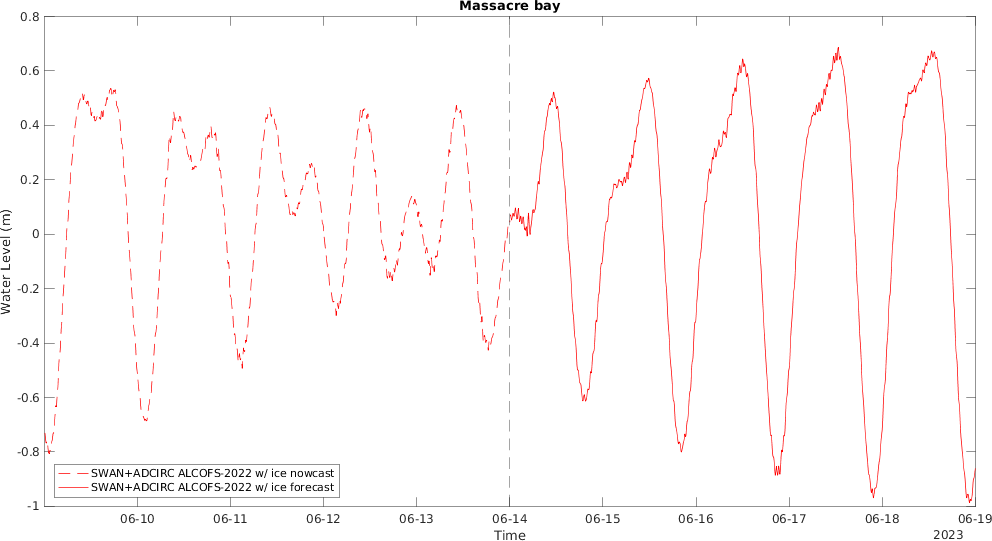 Massacre bay
0.8
0.6
0.4
0.2
0
-0.2
-0.4
-0.6
-0.8
-1
Water Level (m)
SWAN+ADCIRC ALCOFS-2022 w/ ice nowcast
SWAN+ADCIRC ALCOFS-2022 w/ ice forecast
06-10 06-11 06-12 06-13 06-14 06-15 06-16 06-17 06-18 06-19
Time
2023